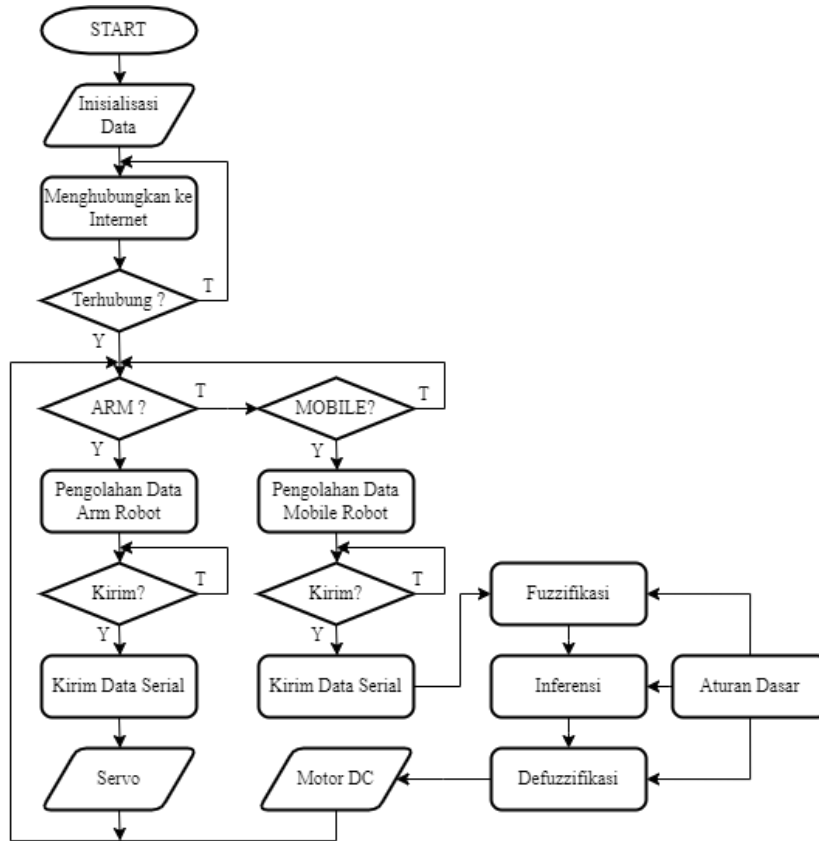 START
Inisialisasi
Data
Menghubungkan ke
Internet
Terhubung ?
T
Y
ARM ?
T
MOBILE?
T
Y
Y
Pengolahan Data
Arm Robot
Pengolahan Data
Mobile Robot
Kirim?
T
Kirim?
T
Fuzzifikasi
Y
Y
Kirim Data Serial
Kirim Data Serial
Inferensi
Aturan Dasar
Servo
Motor DC
Defuzzifikasi